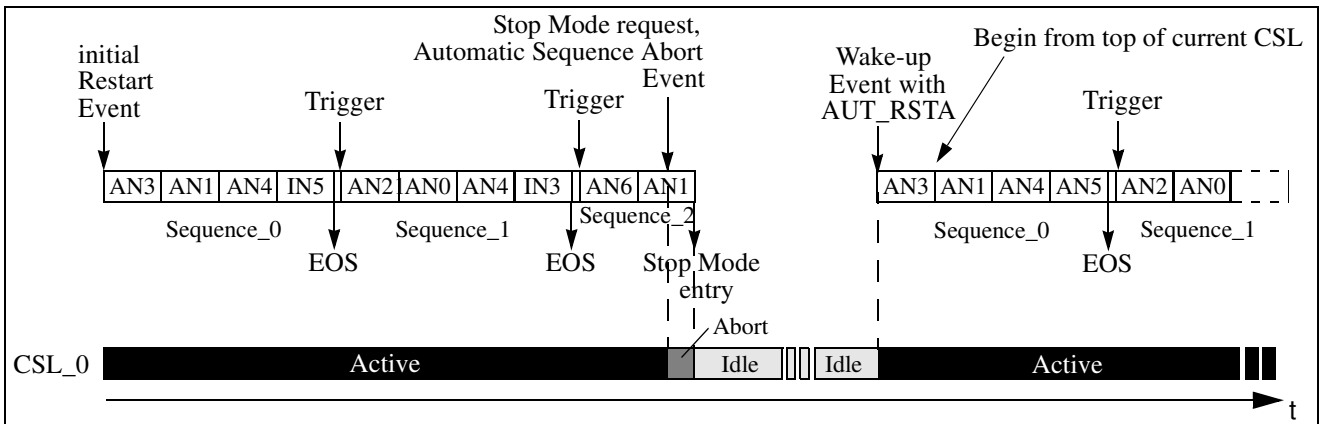 Stop Mode request,
Automatic Sequence Abort
Event
initial
Restart
Event
Trigger
Trigger
Wake-up
Event with
AUT_RSTA
Begin from top of current CSL
Trigger
AN3 AN1 AN4 IN5 AN21AN0 AN4 IN3 AN6 AN1
AN3 AN1 AN4 AN5 AN2 AN0
Sequence_0
Sequence_1
Sequence_2
Sequence_0
Sequence_1
EOS
EOS
Stop Mode
entry
EOS
Abort
CSL_0
Active
Idle
Idle
Active
t